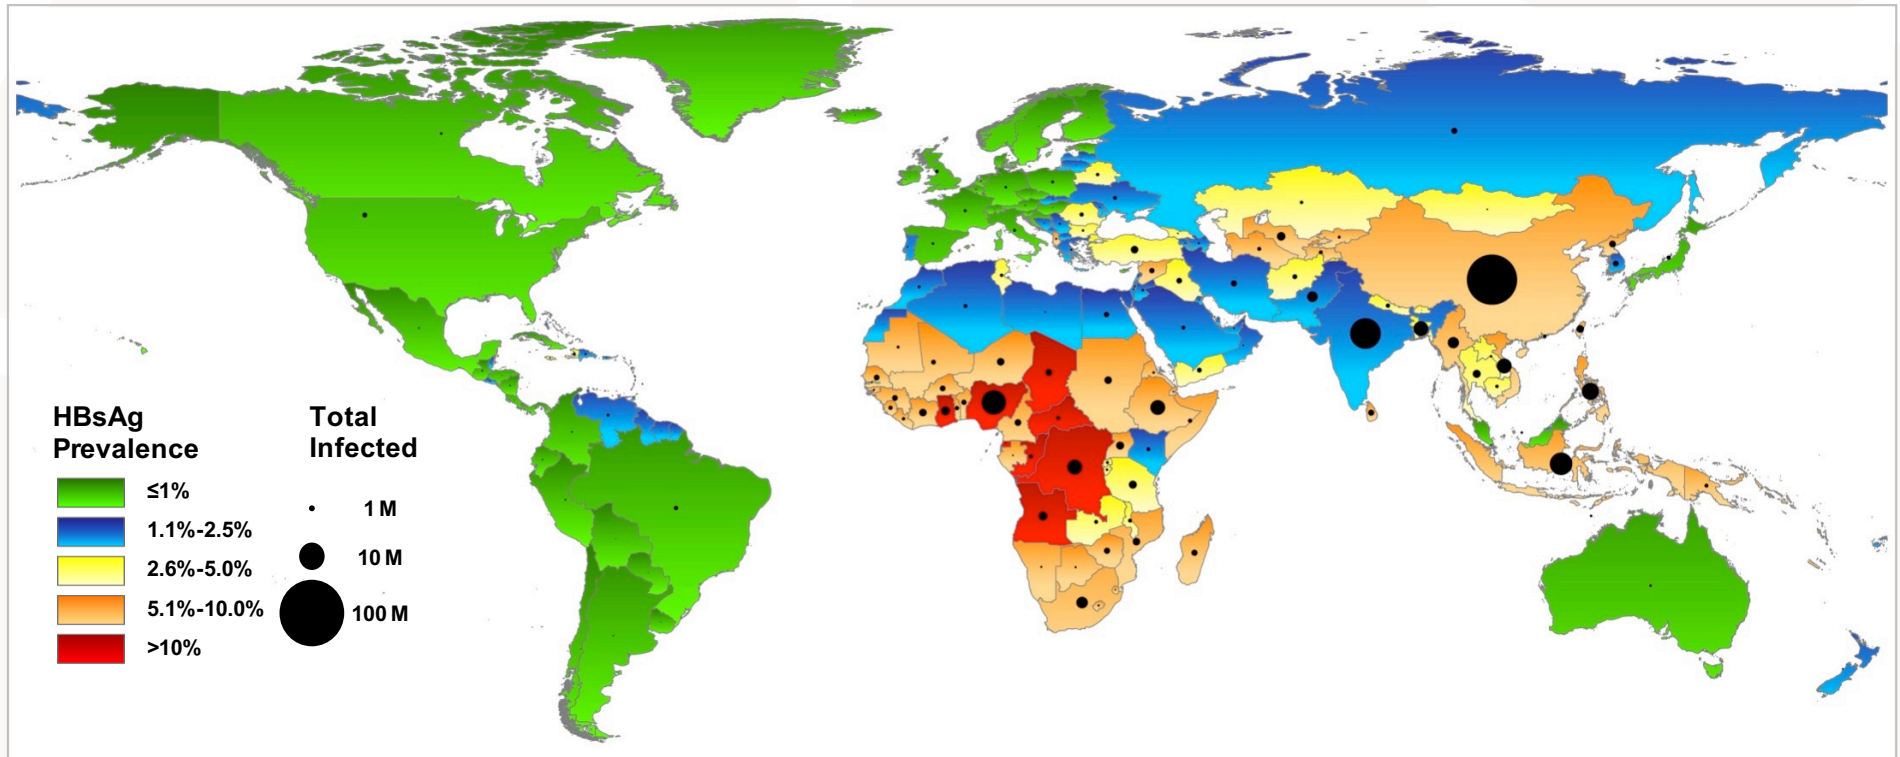 HBsAg
Prevalence
≤1%
1.1%-2.5%
2.6%-5.0%
5.1%-10.0%
>10%
Total
Infected
1 M
10 M
100 M